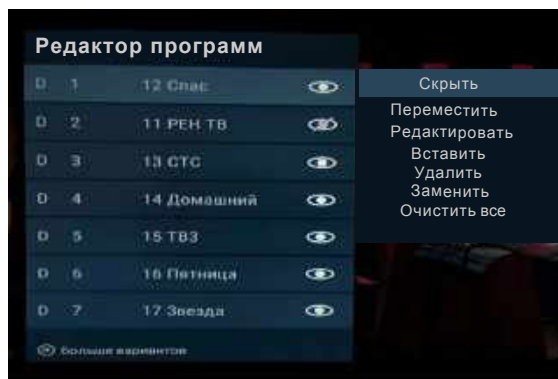 Редактор программ
D 1 12 Спас
D 2 11 РЕН ТВ
D 3 13 СТС
D 4 14 Домашний
D 5 15 ТВ3
D 6 16 Пятница
D 7 17 Звезда
Больше вариантов
Скрыть
Переместить
Редактировать
Вставить
Удалить
Заменить
Очистить все